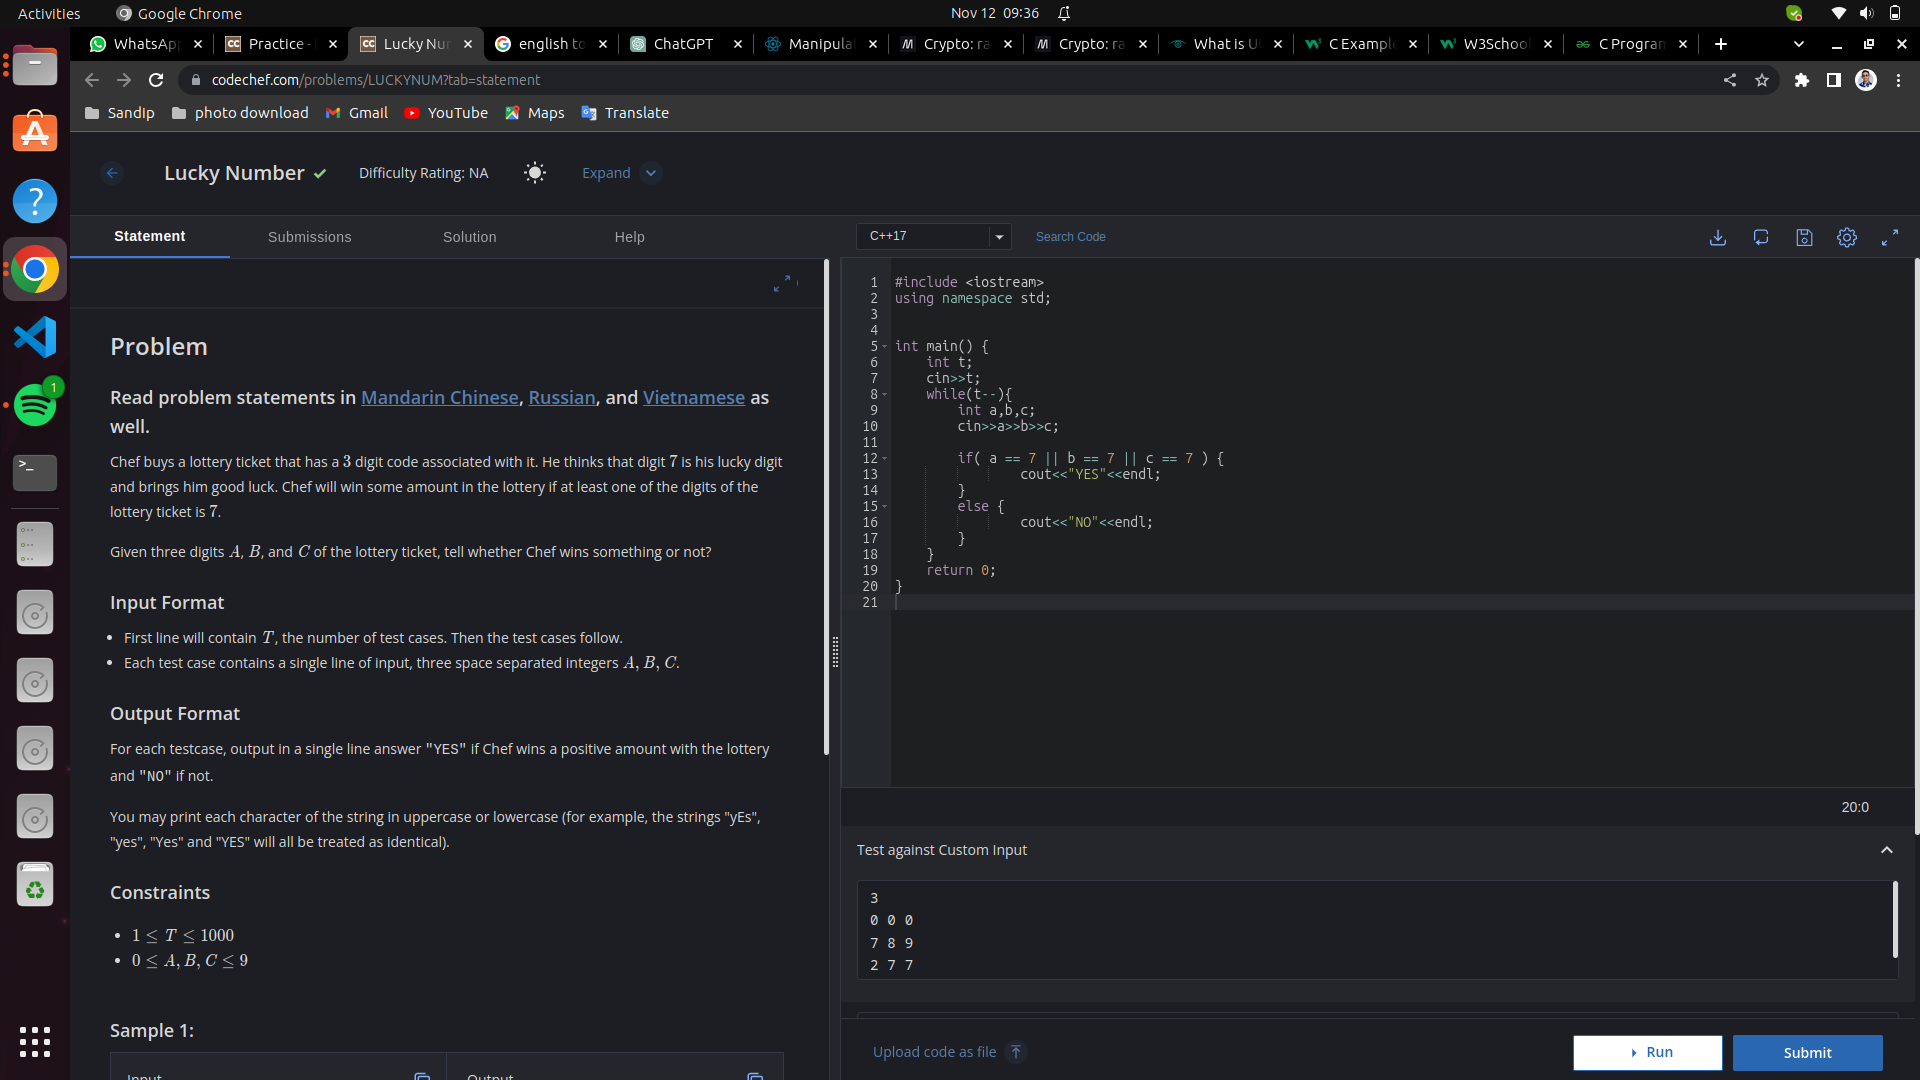 Activities
Google Chrome
Nov 12 09:36
WhatsAp
Practice -
Lucky Nu
english to
ChatGPT
Manipula
Crypto: ra
Crypto: ra
What is U
C Example
W3School
C Program
codechef.com/problems/LUCKYNUM?tab=statement
Sandip
photo download
Gmail
YouTube
Maps
Translate
Lucky Number
Difficulty Rating: NA
Expand
Statement
Submissions
Solution
Help
Problem
Read problem statements in Mandarin Chinese, Russian, and Vietnamese as
well.
Chef buys a lottery ticket that has a 3 digit code associated with it. He thinks that digit 7 is his lucky digit
and brings him good luck. Chef will win some amount in the lottery if at least one of the digits of the
lottery ticket is 7.
Given three digits A, B, and C of the lottery ticket, tell whether Chef wins something or not?
Input Format
• First line will contain T, the number of test cases. Then the test cases follow.
• Each test case contains a single line of input, three space separated integers A, B, C.
Output Format
For each testcase, output in a single line answer "YES" if Chef wins a positive amount with the lottery
and "NO" if not.
You may print each character of the string in uppercase or lowercase (for example, the strings "yEs",
"yes", "Yes" and "YES" will all be treated as identical).
Constraints
• 1 ≤ T ≤ 1000
• 0 ≤ A, B, C ≤ 9
Sample 1:
Input
Output
C++17
Search Code
1 #include <iostream>
2 using namespace std;
3
4
5 int main() {
6 int t;
7 cin>>t;
8 while(t--){
9 int a,b,c;
10 cin>>a>>b>>c;
11
12 if( a == 7 || b == 7 || c == 7 ) {
13 cout<<"YES"<<endl;
14 }
15 else {
16 cout<<"NO"<<endl;
17 }
18 }
19 return 0;
20 }
21
20:0
Test against Custom Input
3
0 0 0
7 8 9
2 7 7
Upload code as file
Run
Submit
1